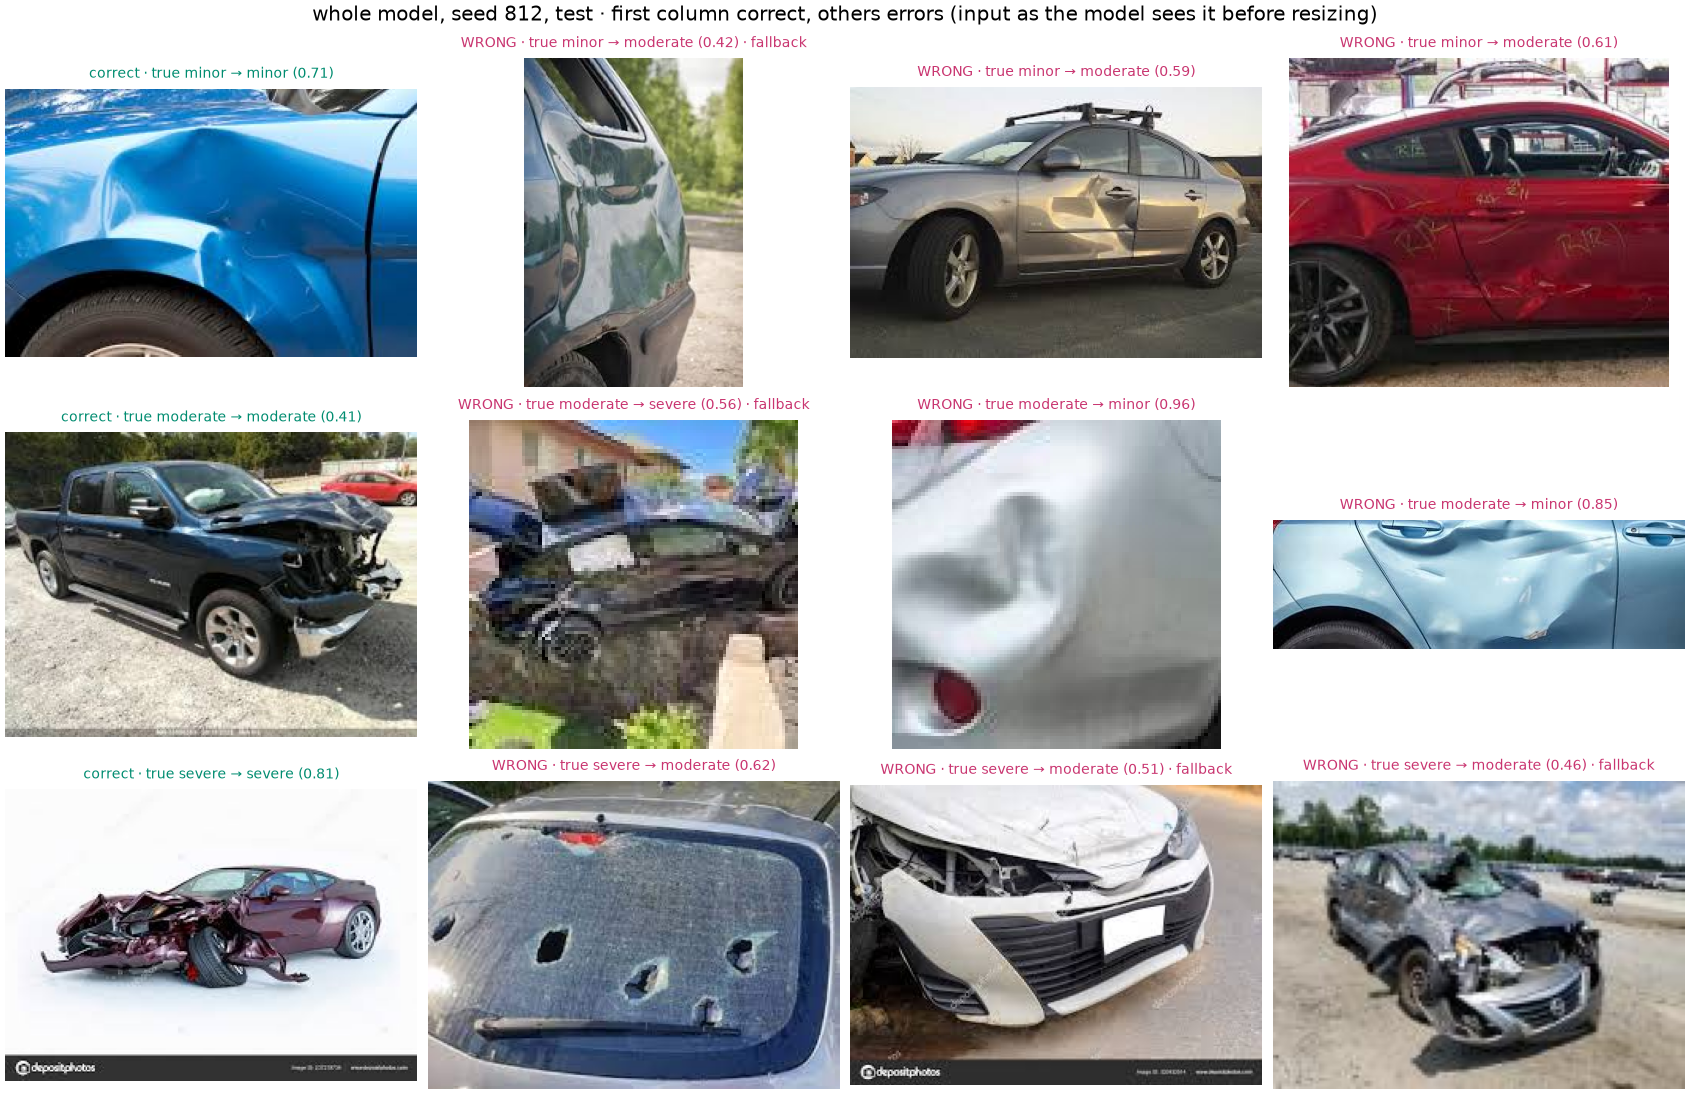 whole model, seed 812, test · first column correct, others errors (input as the model sees it before resizing)
correct · true minor → minor (0.71)
WRONG · true minor → moderate (0.42) · fallback
WRONG · true minor → moderate (0.59)
WRONG · true minor → moderate (0.61)
R/R
R/R
correct · true moderate → moderate (0.41)
WRONG · true moderate → severe (0.56) · fallback
WRONG · true moderate → minor (0.96)
WRONG · true moderate → minor (0.85)
correct · true severe → severe (0.81)
WRONG · true severe → moderate (0.62)
WRONG · true severe → moderate (0.51) · fallback
WRONG · true severe → moderate (0.46) · fallback
depositphotos
depositphotos
depositphotos
depositphotos